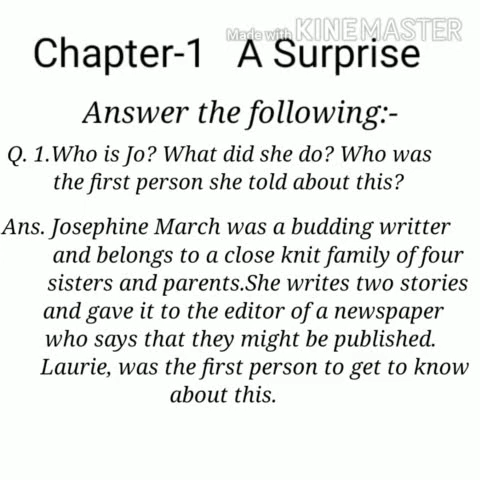 Made with KINEMASTER
Chapter-1 A Surprise
Answer the following:-
Q. 1.Who is Jo? What did she do? Who was
the first person she told about this?
Ans. Josephine March was a budding writter
and belongs to a close knit family of four
sisters and parents.She writes two stories
and gave it to the editor of a newspaper
who says that they might be published.
Laurie, was the first person to get to know
about this.